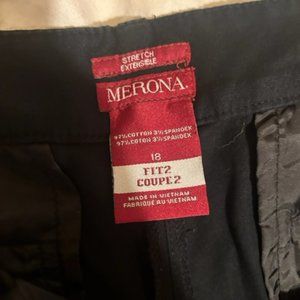 STRETCH
EXTENSIBLE
MERONA
97% COTTON 3% SPANDEX
97% COTON 3% SPANDEX
18
FIT2
COUPE2
MADE IN VIETNAM
FABRIQUÉ AU VIETNAM